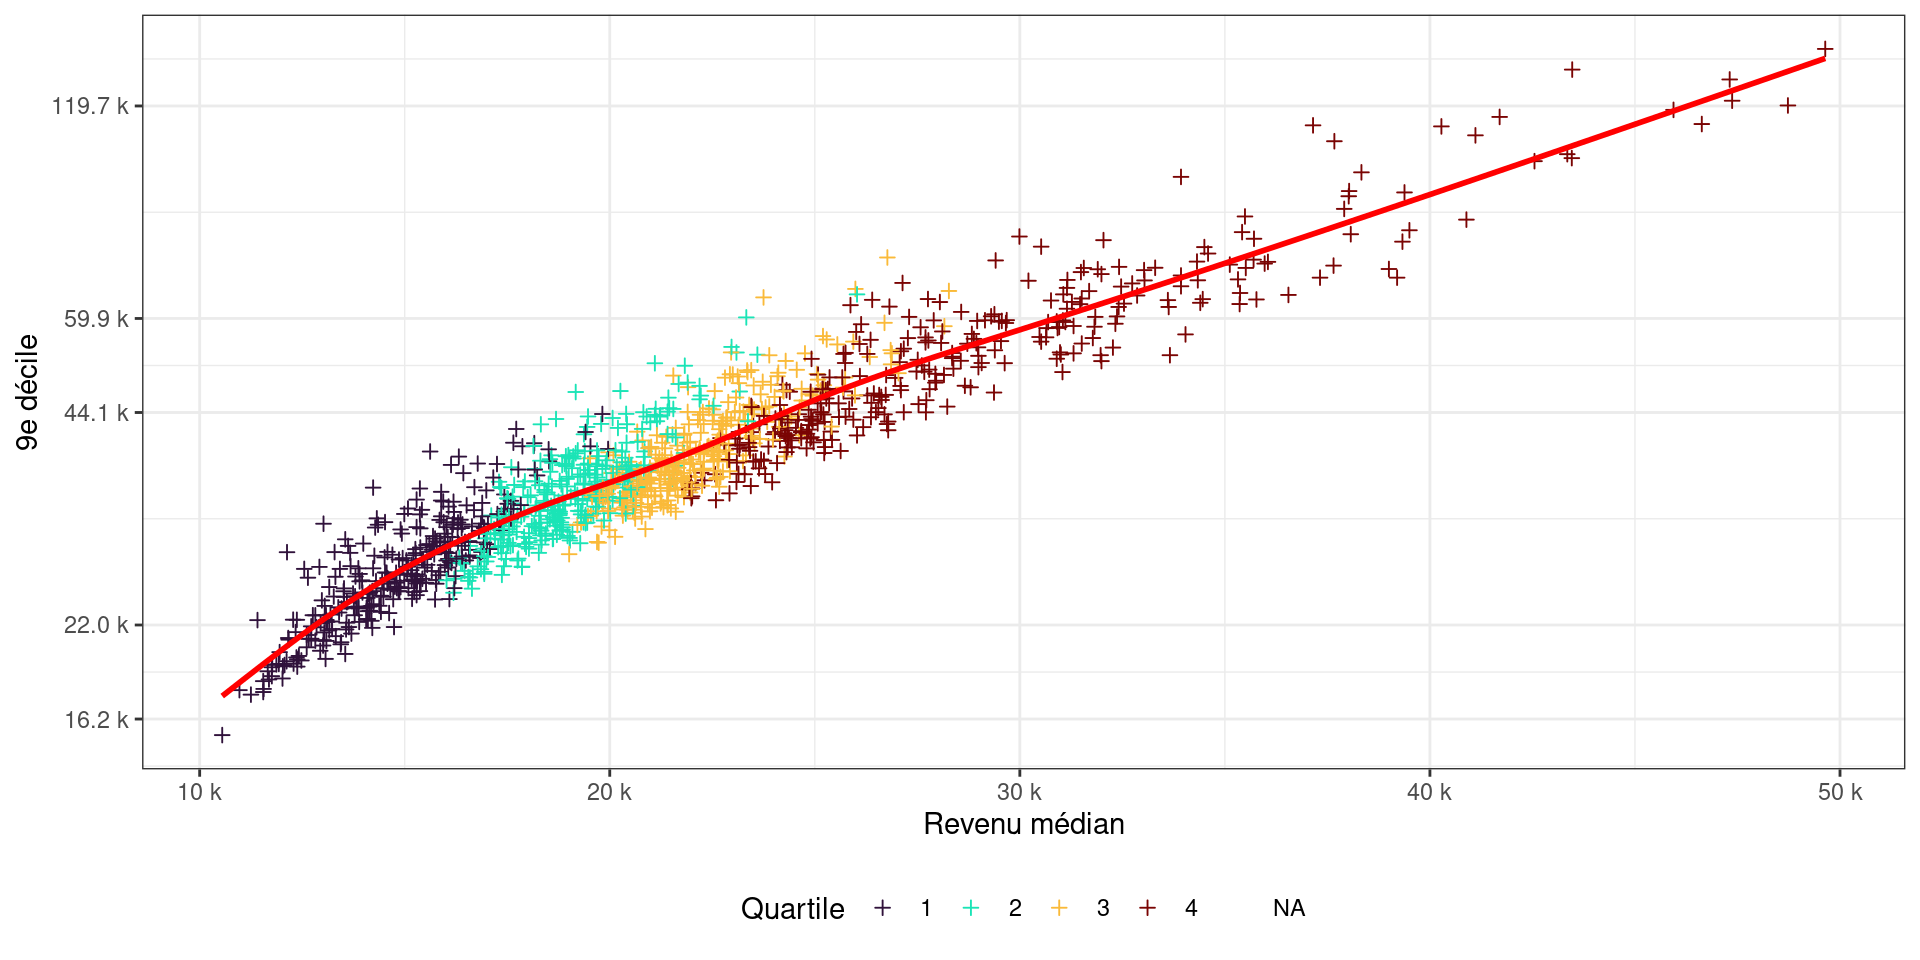 119.7 k
59.9 k
44.1 k
22.0 k
16.2 k
9e décile
10 k 20 k 30 k 40 k 50 k
Revenu médian
Quartile 1 2 3 4 NA